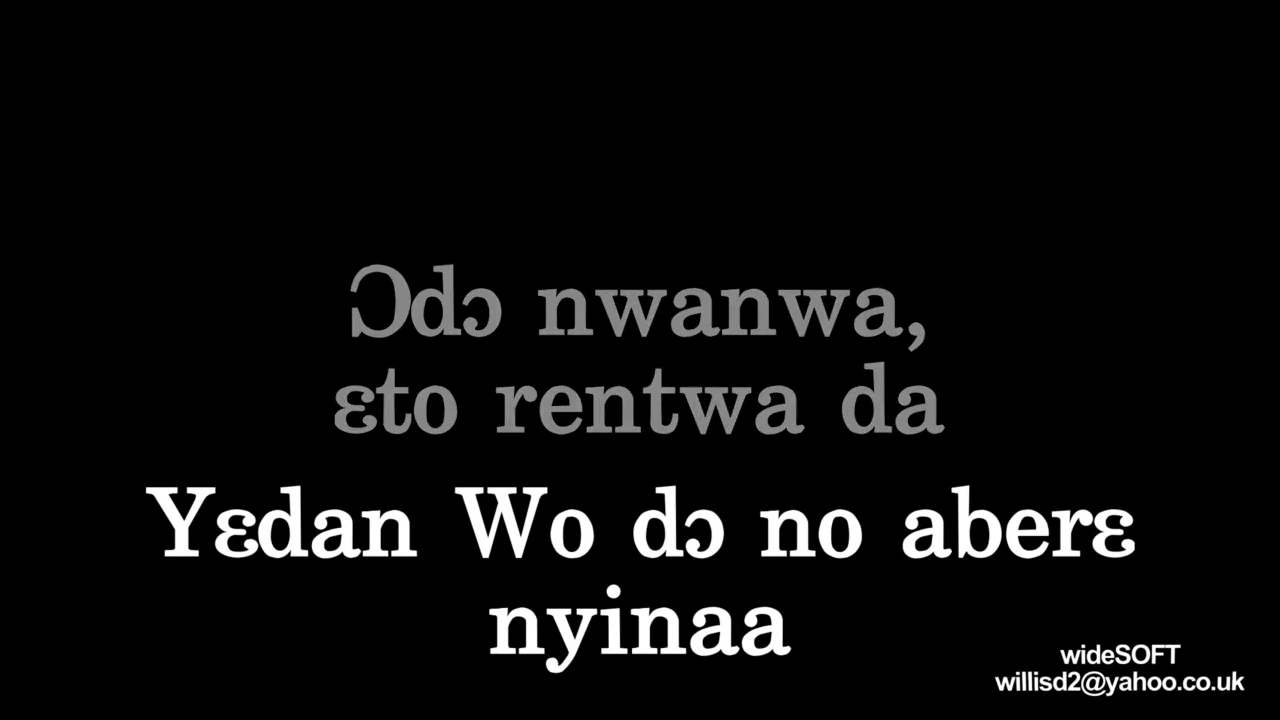 Ɔdɔ nwanwa,
ɛto rentwa da
Yɛdan Wo dɔ no aberɛ
nyinaa
wideSOFT
willisd2@yahoo.co.uk